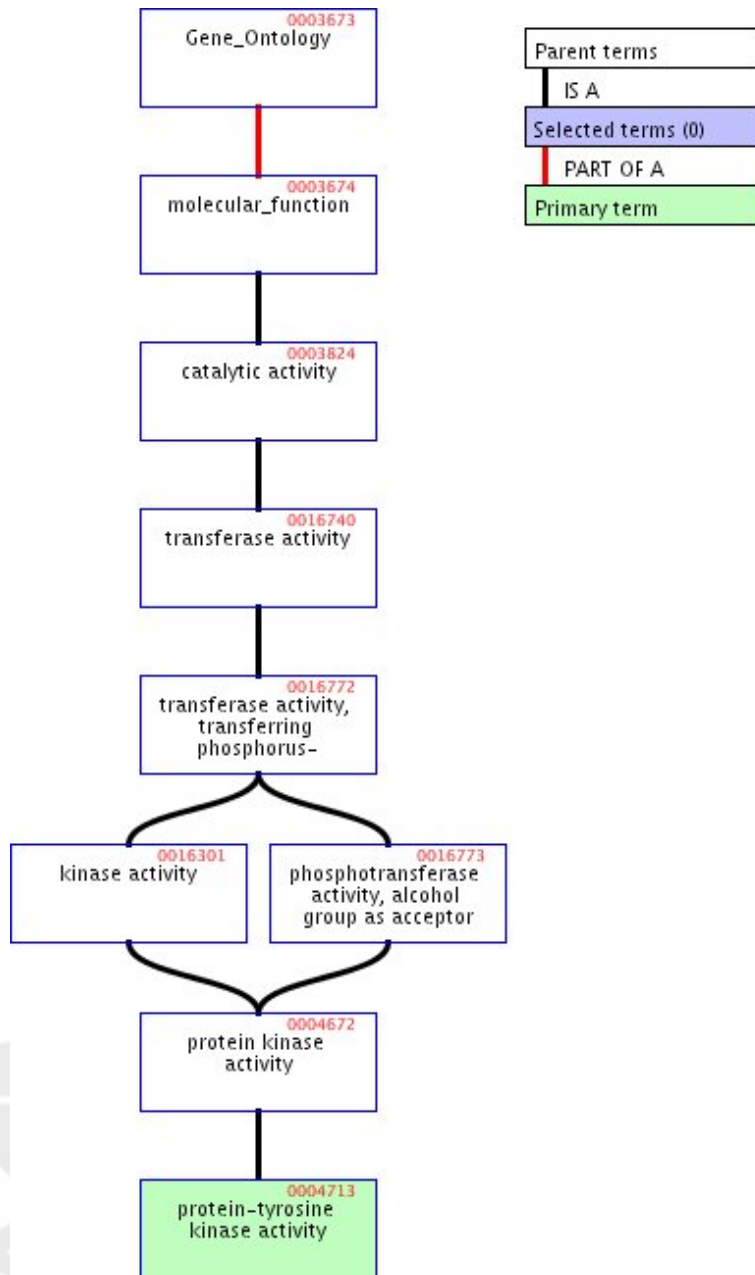 0003673
Gene_Ontology
Parent terms
IS A
Selected terms (0)
PART OF A
Primary term
0003674
molecular_function
0003824
catalytic activity
0016740
transferase activity
0016772
transferase activity,
transferring
phosphorus-
0016301
kinase activity
0016773
phosphotransferase
activity, alcohol
group as acceptor
0004672
protein kinase
activity
0004713
protein-tyrosine
kinase activity